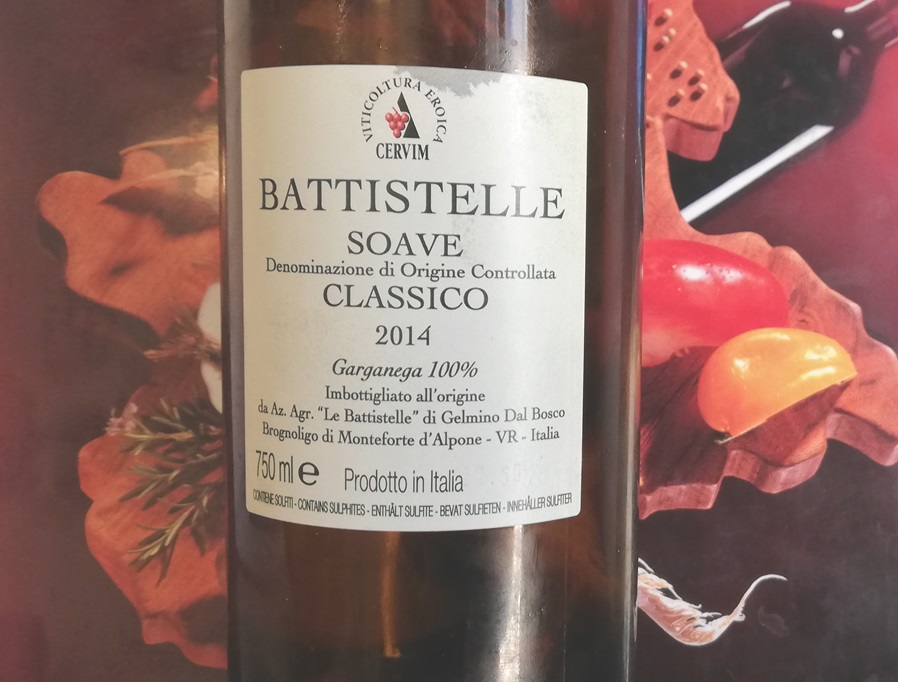 VITICOLTURA EROICA
CERVIM
BATTISTELLE
SOAVE
Denominazione di Origine Controllata
CLASSICO
2014
Garganega 100%
Imbottigliato all'origine
da Az. Agr. "Le Battistelle" di Gelmino Dal Bosco
Brognoligo di Monteforte d'Alpone - VR - Italia
750 ml e Prodotto in Italia
CONTIENE SOLFITI - CONTAINS SULPHITES - ENTHÄLT SULFITE - BEVAT SULFIETEN - INNEHÅLLER SULFITER